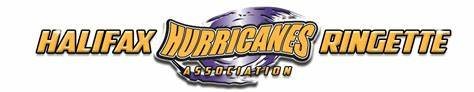 HALIFAX HURRICANES RINGETTE
ASSOCIATION